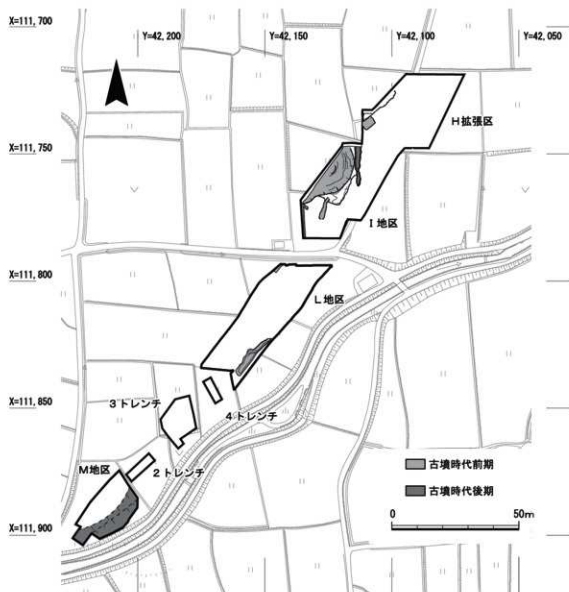 X=111,700
Y=42,200
Y=42,150
Y=42,100
Y=42,050
H拡張区
X=111,750
I地区
X=111,800
L地区
3トレンチ
X=111,850
4トレンチ
M地区
2トレンチ
古墳時代前期
古墳時代後期
X=111,900
0
50m